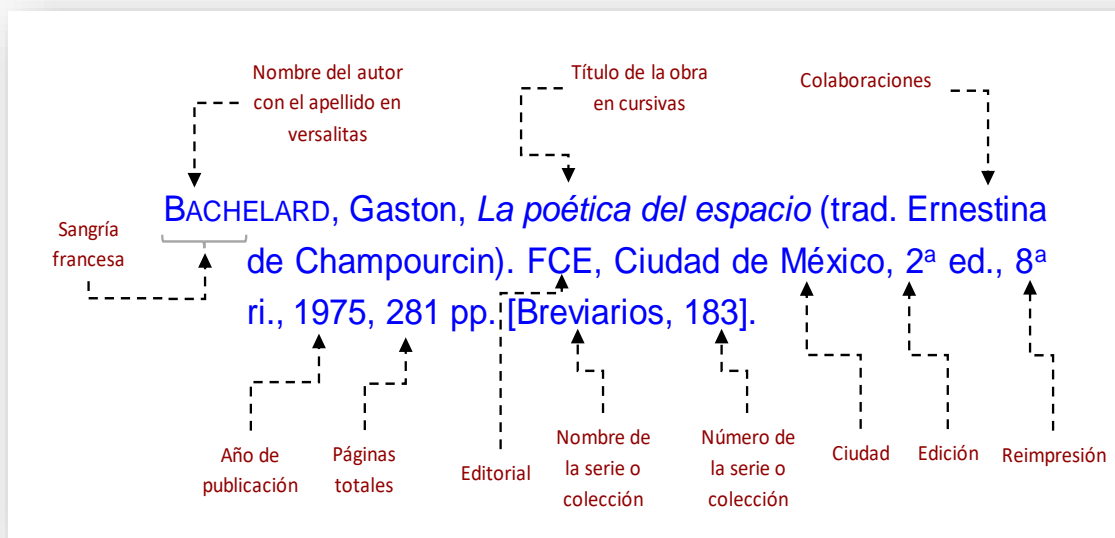 Nombre del autor
con el apellido en
versalitas
Título de la obra
en cursivas
Colaboraciones
Sangría
francesa
BACHELARD, Gaston, La poética del espacio (trad. Ernestina
de Champourcin). FCE, Ciudad de México, 2ª ed., 8ª
ri., 1975, 281 pp. [Breviarios, 183].
Año de
publicación
Páginas
totales
Editorial
Nombre de
la serie o
colección
Número de
la serie o
colección
Ciudad
Edición
Reimpresión